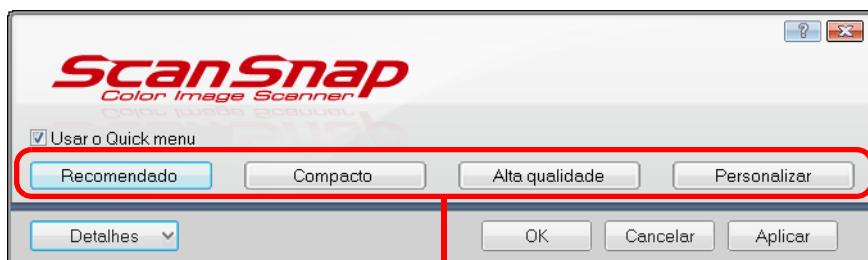 ScanSnap
Color Image Scanner
Usar o Quick menu
Recomendado Compacto Alta qualidade Personalizar
Detalhes OK Cancelar Aplicar